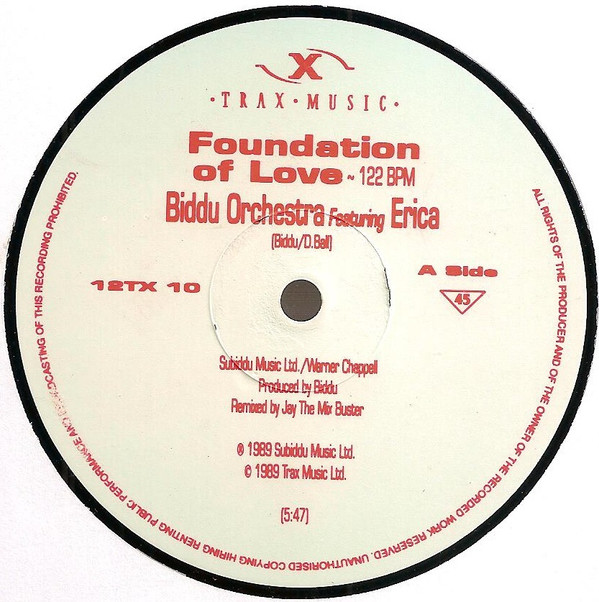 X
·TRAX·MUSIC·
Foundation
of Love ~ 122 BPM
Biddu Orchestra Featuring Erica
(Biddu/D.Bell)
12TX 10
A Side
45
Subiddu Music Ltd./Warner Chappell
Produced by Biddu
Remixed by Jay The Mix Buster
℗ 1989 Subiddu Music Ltd.
© 1989 Trax Music Ltd.
(5:47)
ALL RIGHTS OF THE PRODUCER AND OF THE OWNER OF THE RECORDED WORK RESERVED. UNAUTHORISED COPYING HIRING RENTING PUBLIC PERFORMANCE AND BROADCASTING OF THIS RECORDING PROHIBITED.